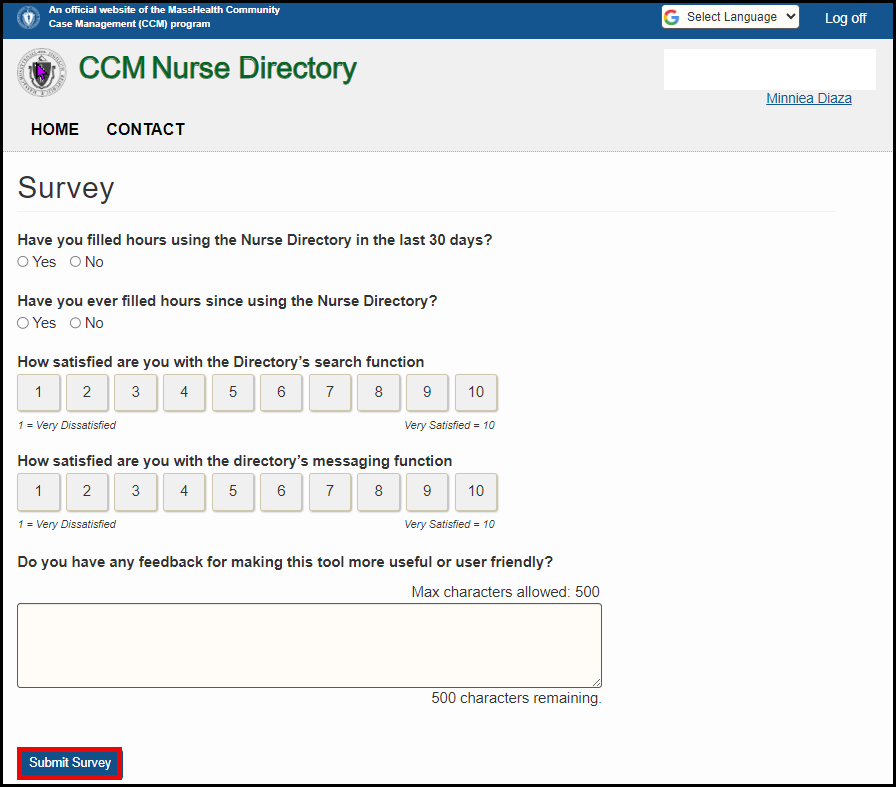 An official website of the MassHealth Community
Case Management (CCM) program
Select Language
Log off
CCM Nurse Directory
Minniea Diaza
HOME CONTACT
Survey
Have you filled hours using the Nurse Directory in the last 30 days?
Yes No
Have you ever filled hours since using the Nurse Directory?
Yes No
How satisfied are you with the Directory’s search function
1 2 3 4 5 6 7 8 9 10
1 = Very Dissatisfied Very Satisfied = 10
How satisfied are you with the directory’s messaging function
1 2 3 4 5 6 7 8 9 10
1 = Very Dissatisfied Very Satisfied = 10
Do you have any feedback for making this tool more useful or user friendly?
Max characters allowed: 500
500 characters remaining.
Submit Survey